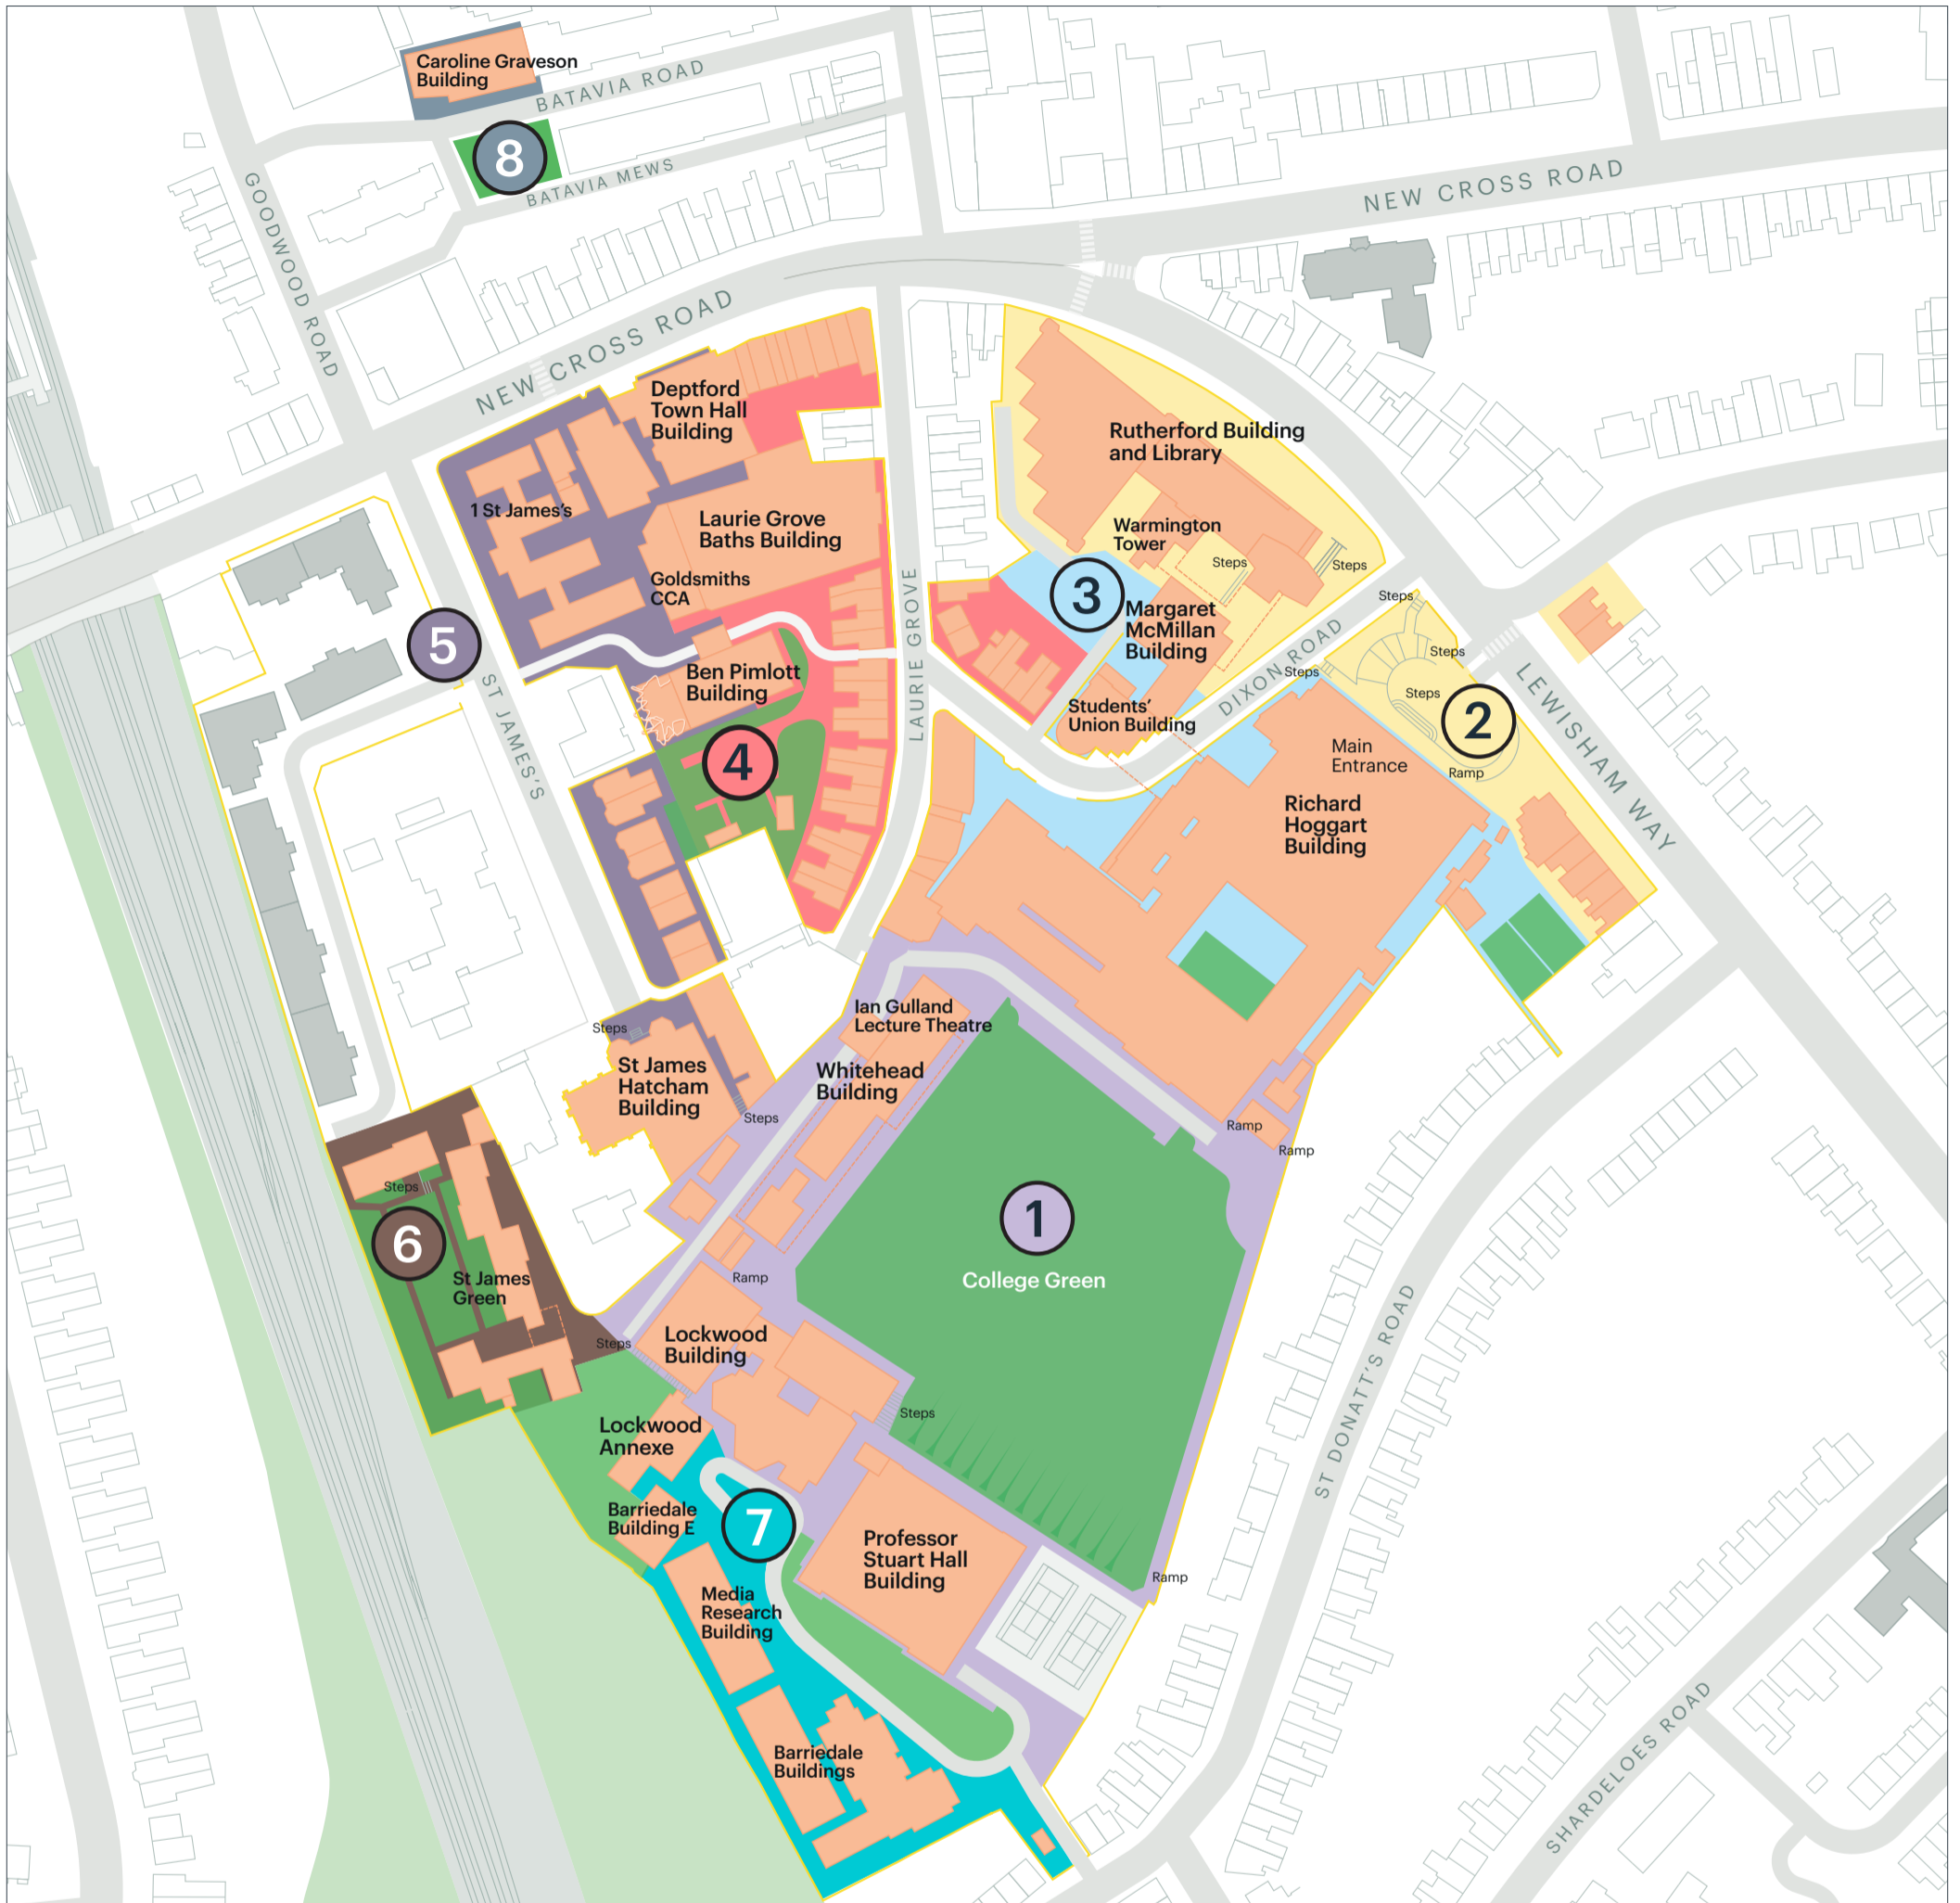 Caroline Graveson
Building
BATAVIA ROAD
8
BATAVIA MEWS
GOODWOOD ROAD
NEW CROSS ROAD
NEW CROSS ROAD
Deptford
Town Hall
Building
Rutherford Building
and Library
1 St James's
Laurie Grove
Baths Building
Warmington
Tower
Steps
Steps
Goldsmiths
CCA
3
Margaret
McMillan
Building
Steps
5
LAURIE GROVE
DIXON ROAD
Steps
Steps
Steps
ST JAMES'S
Ben Pimlott
Building
Students'
Union Building
2
LEWISHAM WAY
4
Main
Entrance
Ramp
Richard
Hoggart
Building
Ian Gulland
Lecture Theatre
Steps
St James
Hatcham
Building
Whitehead
Building
Steps
Ramp
Ramp
Steps
6
1
College Green
St James
Green
Ramp
Steps
Lockwood
Building
ST DONATT'S ROAD
Steps
Lockwood
Annexe
Barriedale
Building E
7
Professor
Stuart Hall
Building
Ramp
Media
Research
Building
Barriedale
Buildings
SHARDELOES ROAD